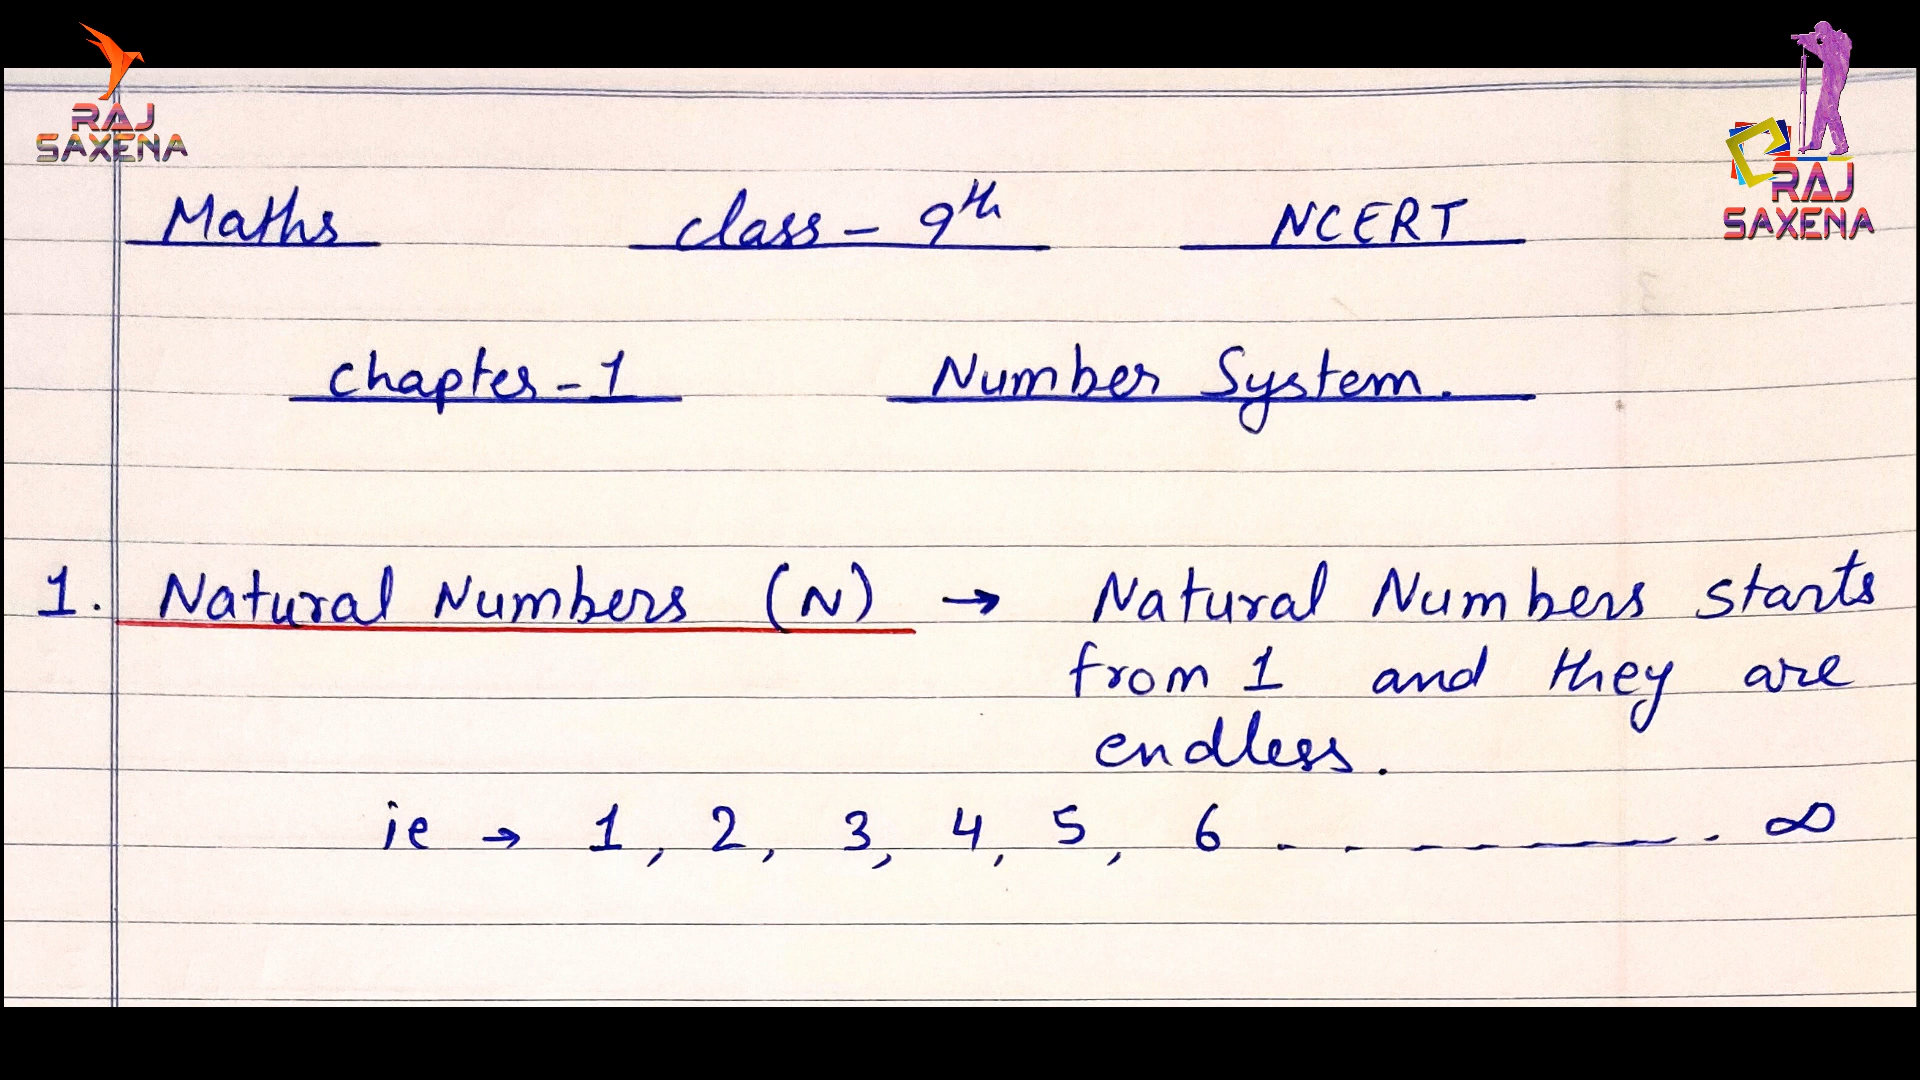 RAJ
SAXENA
RAJ
SAXENA
Maths class - 9th NCERT
Chapter - 1 Number System.
1. Natural Numbers (N) → Natural Numbers starts
from 1 and they are
endless.
ie → 1, 2, 3, 4, 5, 6 - - - - - - - . ∞